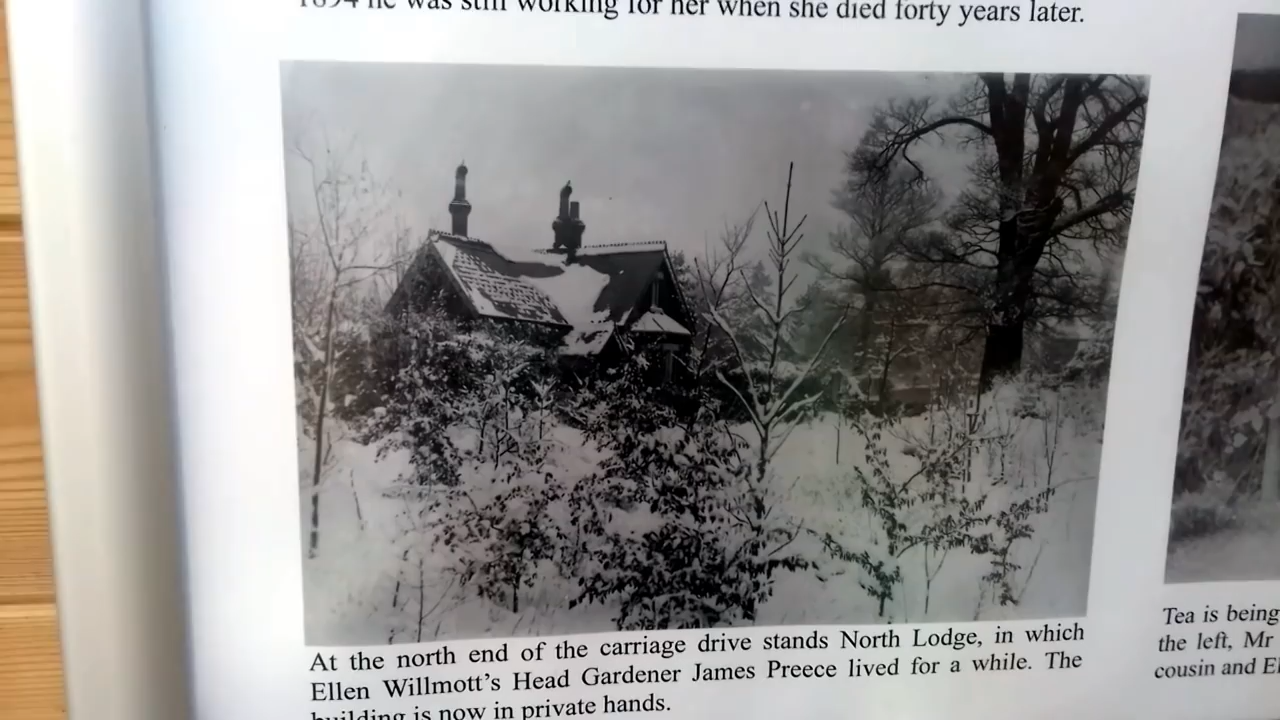 1894 he was still working for her when she died forty years later.
At the north end of the carriage drive stands North Lodge, in which
Ellen Willmott's Head Gardener James Preece lived for a while. The
building is now in private hands.
Tea is being
the left, Mr
cousin and